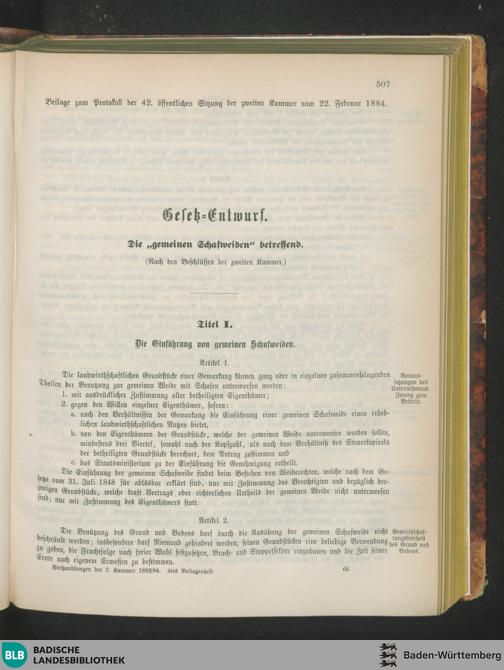 507
Beilage zum Protokoll der 42. öffentlichen Sitzung der zweiten Kammer vom 22. Februar 1884.
Gesetz-Entwurf.
Die „gemeinen Schafweiden" betreffend.
(Nach den Beschlüssen der zweiten Kammer.)
Titel I.
Die Einführung von gemeinen Schafweiden.
Artikel 1.
Die landwirthschaftlichen Grundstücke einer Gemarkung können ganz oder in einzelnen zusammenhängenden
Theilen der Benutzung zur gemeinen Weide mit Schafen unterworfen werden:
Voraus-
setzungen des
Unternehmens.
Zwang zum
Beitritt.
1. mit ausdrücklicher Zustimmung aller betheiligten Eigenthümer;
2. gegen den Willen einzelner Eigenthümer, sofern:
a. nach den Verhältnissen der Gemarkung die Einführung einer gemeinen Schafweide einen erheb-
lichen landwirthschaftlichen Nutzen bietet,
b. von den Eigenthümern der Grundstücke, welche der gemeinen Weide unterworfen werden sollen,
mindestens drei Viertel, sowohl nach der Kopfzahl, als nach dem Verhältniß des Steuerkapitals
der betheiligten Grundstücke berechnet, dem Antrag zustimmen und
c. das Staatsministerium zu der Einführung die Genehmigung ertheilt.
Die Einführung der gemeinen Schafweide findet beim Bestehen von Weiderechten, welche nach dem Ge-
setze vom 31. Juli 1848 für ablösbar erklärt sind, nur mit Zustimmung des Berechtigten und bezüglich der-
jenigen Grundstücke, welche kraft Vertrags oder richterlichen Urtheils der gemeinen Weide nicht unterworfen
sind, nur mit Zustimmung des Eigenthümers statt.
Artikel 2.
Die Benützung des Grund und Bodens darf durch die Ausübung der gemeinen Schafweide nicht
beschränkt werden; insbesondere darf Niemand gehindert werden, seinen Grundstücken eine beliebige Verwendung
zu geben, die Fruchtfolge nach freier Wahl festzusetzen, Brach- und Stoppelfelder einzubauen und die Zeit seiner
Ernte nach eigenem Ermessen zu bestimmen.
Bewirthschaf-
tungsfreiheit
des Grund und
Bodens.
Verhandlungen der 2. Kammer 1883/84. 4tes Beilagenheft
66
BLB
BADISCHE
LANDESBIBLIOTHEK
Baden-Württemberg